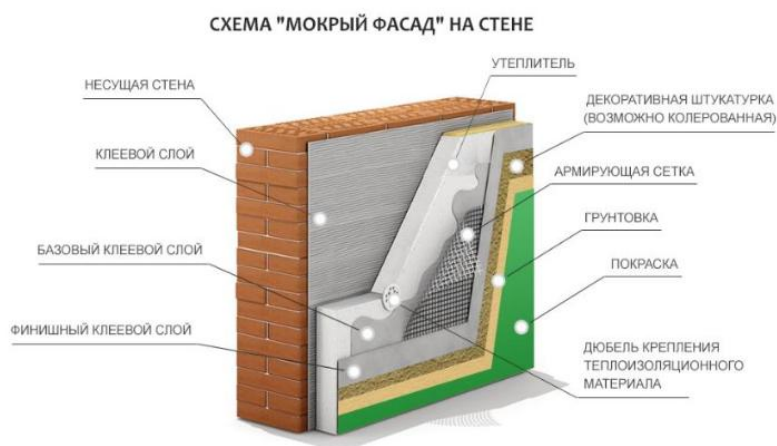 СХЕМА "МОКРЫЙ ФАСАД" НА СТЕНЕ
УТЕПЛИТЕЛЬ
НЕСУЩАЯ СТЕНА
ДЕКОРАТИВНАЯ ШТУКАТУРКА
(ВОЗМОЖНО КОЛЕРОВАННАЯ)
КЛЕЕВОЙ СЛОЙ
АРМИРУЮЩАЯ СЕТКА
ГРУНТОВКА
БАЗОВЫЙ КЛЕЕВОЙ СЛОЙ
ПОКРАСКА
ФИНИШНЫЙ КЛЕЕВОЙ СЛОЙ
ДЮБЕЛЬ КРЕПЛЕНИЯ
ТЕПЛОИЗОЛЯЦИОННОГО
МАТЕРИАЛА